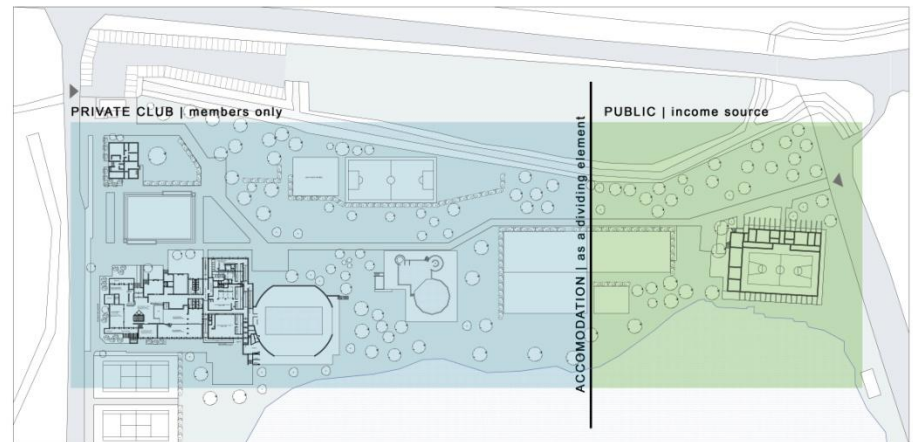 PRIVATE CLUB | members only
PUBLIC | income source
ACCOMODATION | as a dividing element